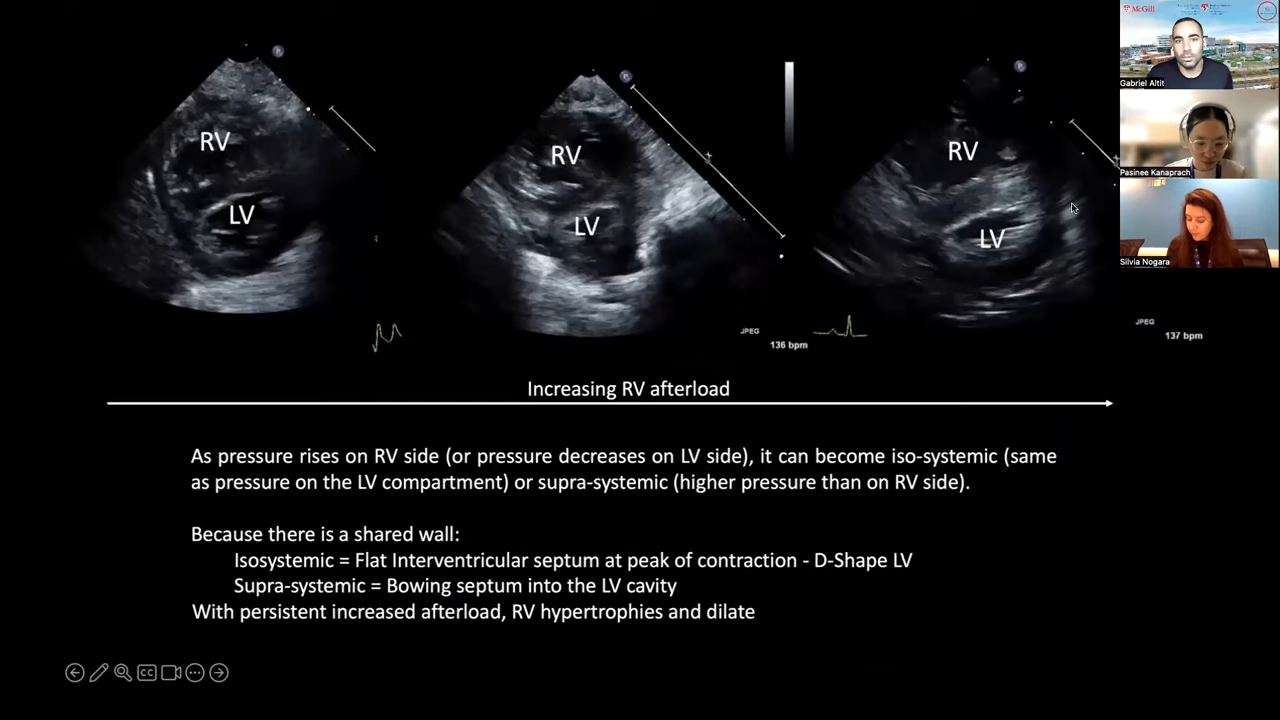 McGill
Gabriel Altit
Pasinee Kanaprach
Silvia Nogara
RV
LV
RV
LV
RV
LV
JPEG
136 bpm
JPEG
137 bpm
Increasing RV afterload
As pressure rises on RV side (or pressure decreases on LV side), it can become iso-systemic (same
as pressure on the LV compartment) or supra-systemic (higher pressure than on RV side).
Because there is a shared wall:
Isosystemic = Flat Interventricular septum at peak of contraction - D-Shape LV
Supra-systemic = Bowing septum into the LV cavity
With persistent increased afterload, RV hypertrophies and dilate
CC